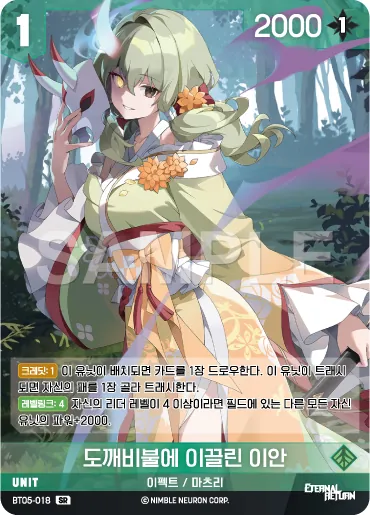 1
2000 1
SAMPLE
크레딧: 1 이 유닛이 배치되면 카드를 1장 드로우한다. 이 유닛이 트래시
되면 자신의 패를 1장 골라 트래시한다.
레벨링크: 4 자신의 리더 레벨이 4 이상이라면 필드에 있는 다른 모든 자신
유닛의 파워+2000.
도깨비불에 이끌린 이안
UNIT 이펙트 / 마츠리
BT05-018 SR © NIMBLE NEURON CORP. ETERNAL RETURN